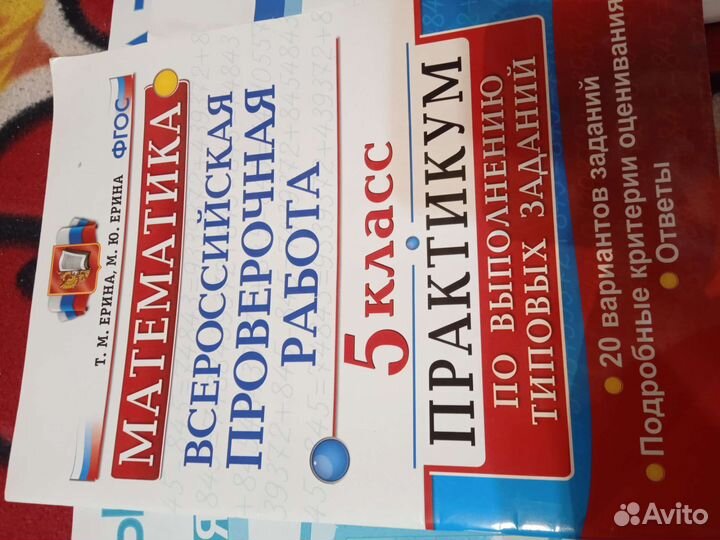 Т. М. ЕРИНА, М. Ю. ЕРИНА
ФГОС
МАТЕМАТИКА
ВСЕРОССИЙСКАЯ
ПРОВЕРОЧНАЯ
РАБОТА
5 класс
ПРАКТИКУМ
ПО ВЫПОЛНЕНИЮ
ТИПОВЫХ ЗАДАНИЙ
20 вариантов заданий
Подробные критерии оценивания
Ответы
Avito